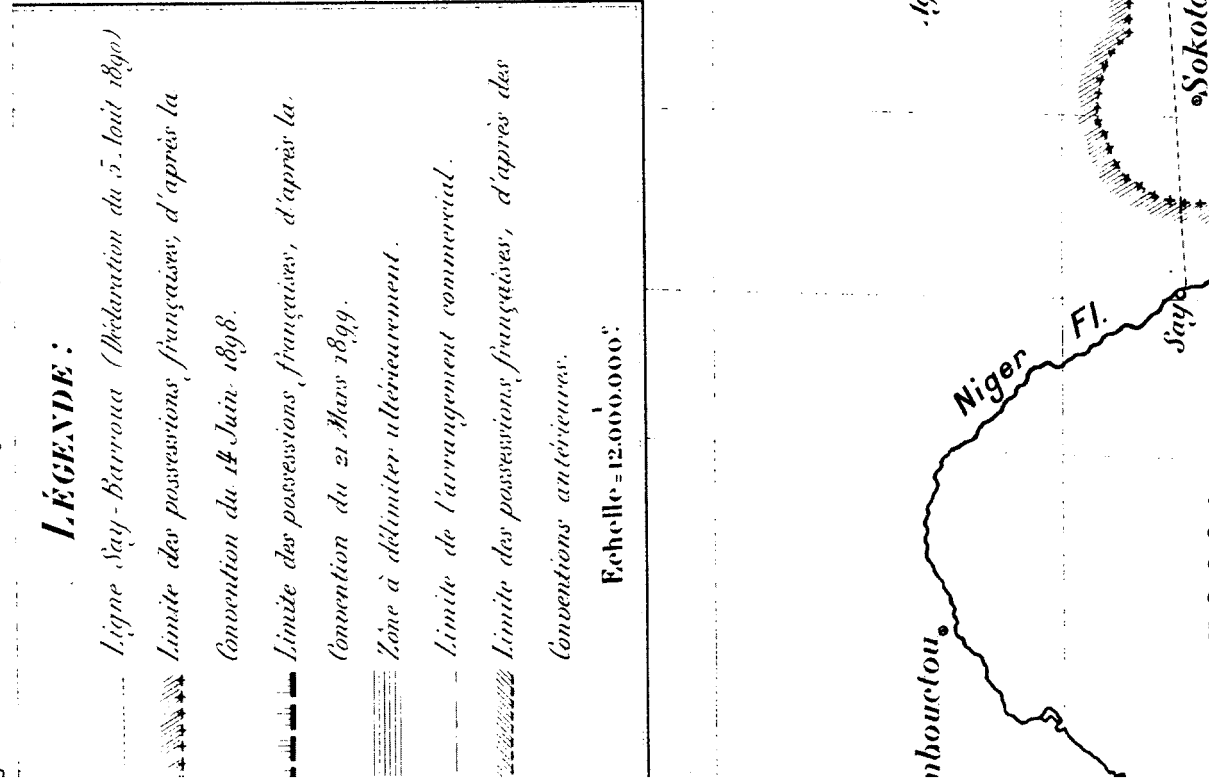 LÉGENDE :
Ligne Say-Barroua (Déclaration du 5 Août 1890)
Limite des possessions françaises, d'après la
Convention du 14 Juin 1898.
Limite des possessions françaises, d'après la
Convention du 21 Mars 1899.
Zône à délimiter ultérieurement.
Limite de l'arrangement commercial.
Limite des possessions françaises, d'après des
Conventions antérieures.
Echelle = 1/12.000.000e
Niger Fl.
Say
Sokoto
mbouctou